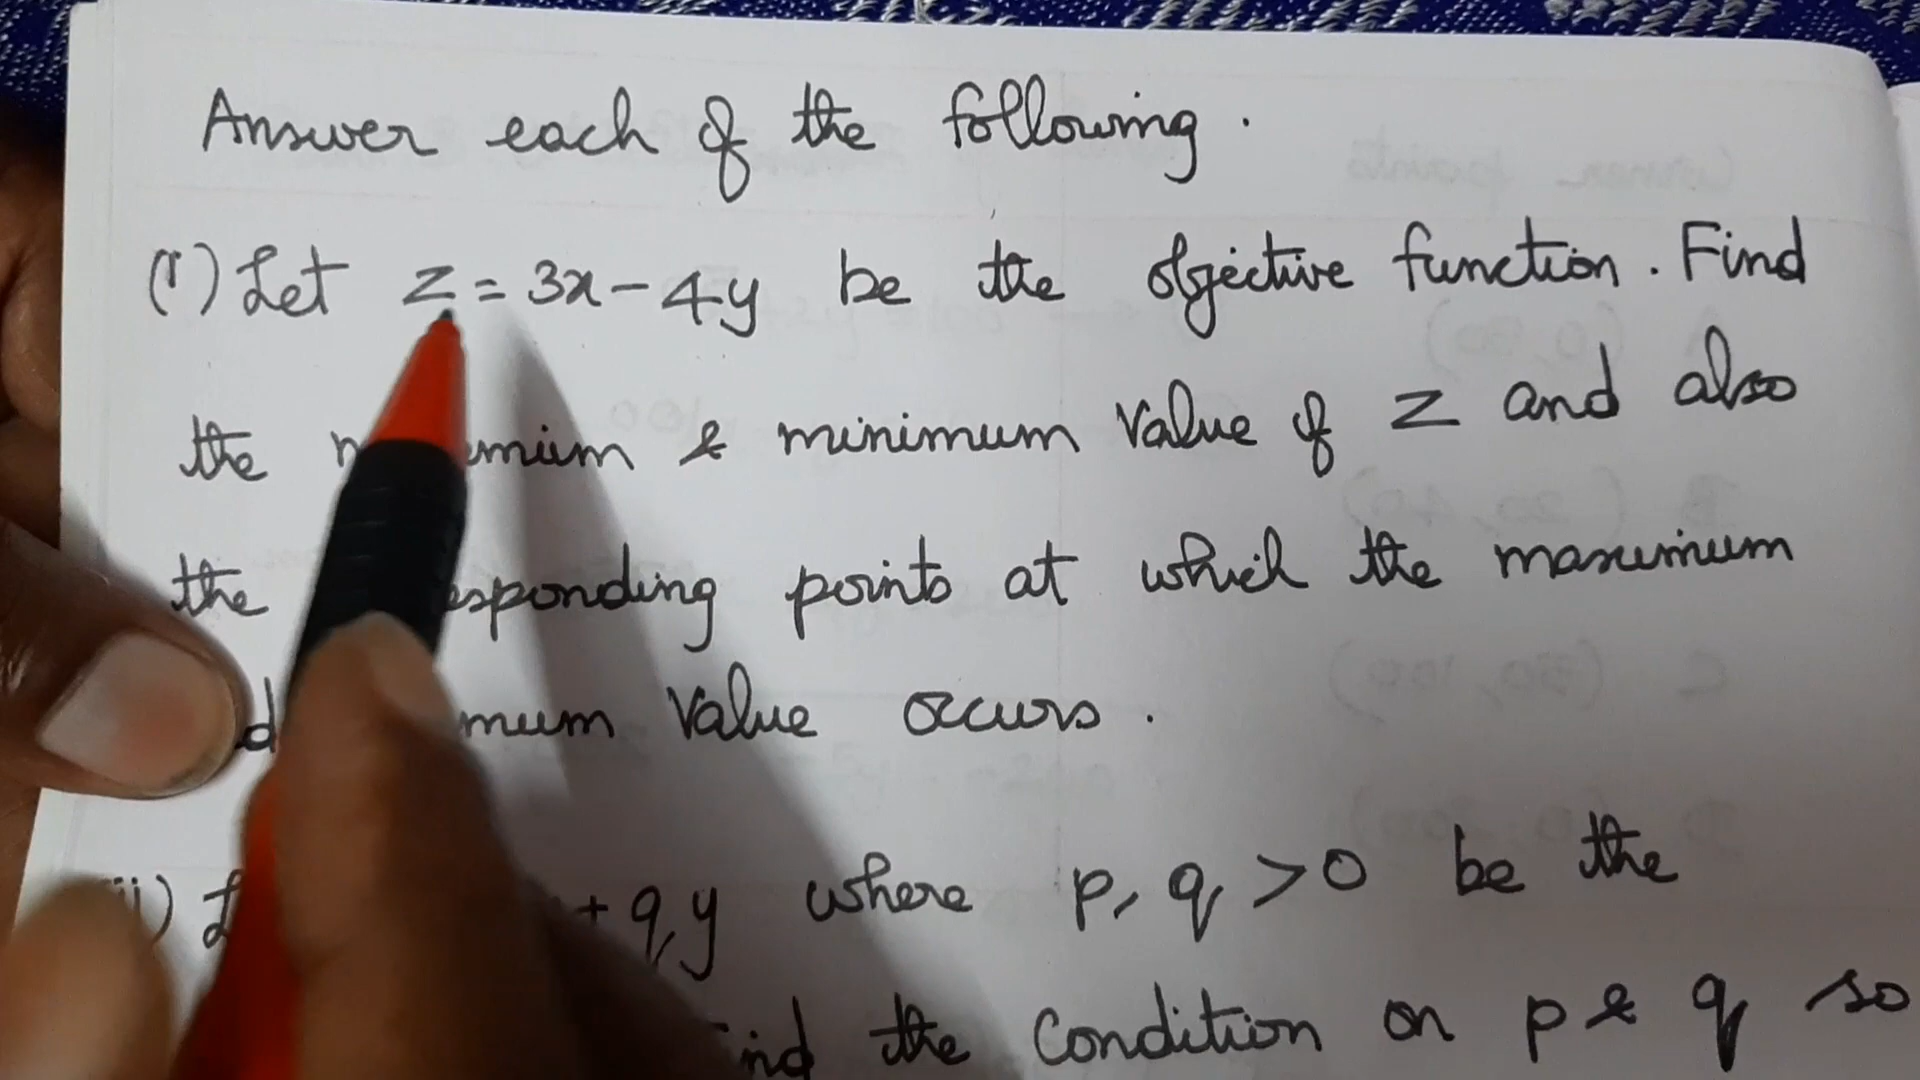 Answer each of the following.
(i) Let z = 3x - 4y be the objective function. Find
the & minimum value of Z and also
the points at which the maximum
value occurs.
+ qy where p, q > 0 be the
the condition on p & q so